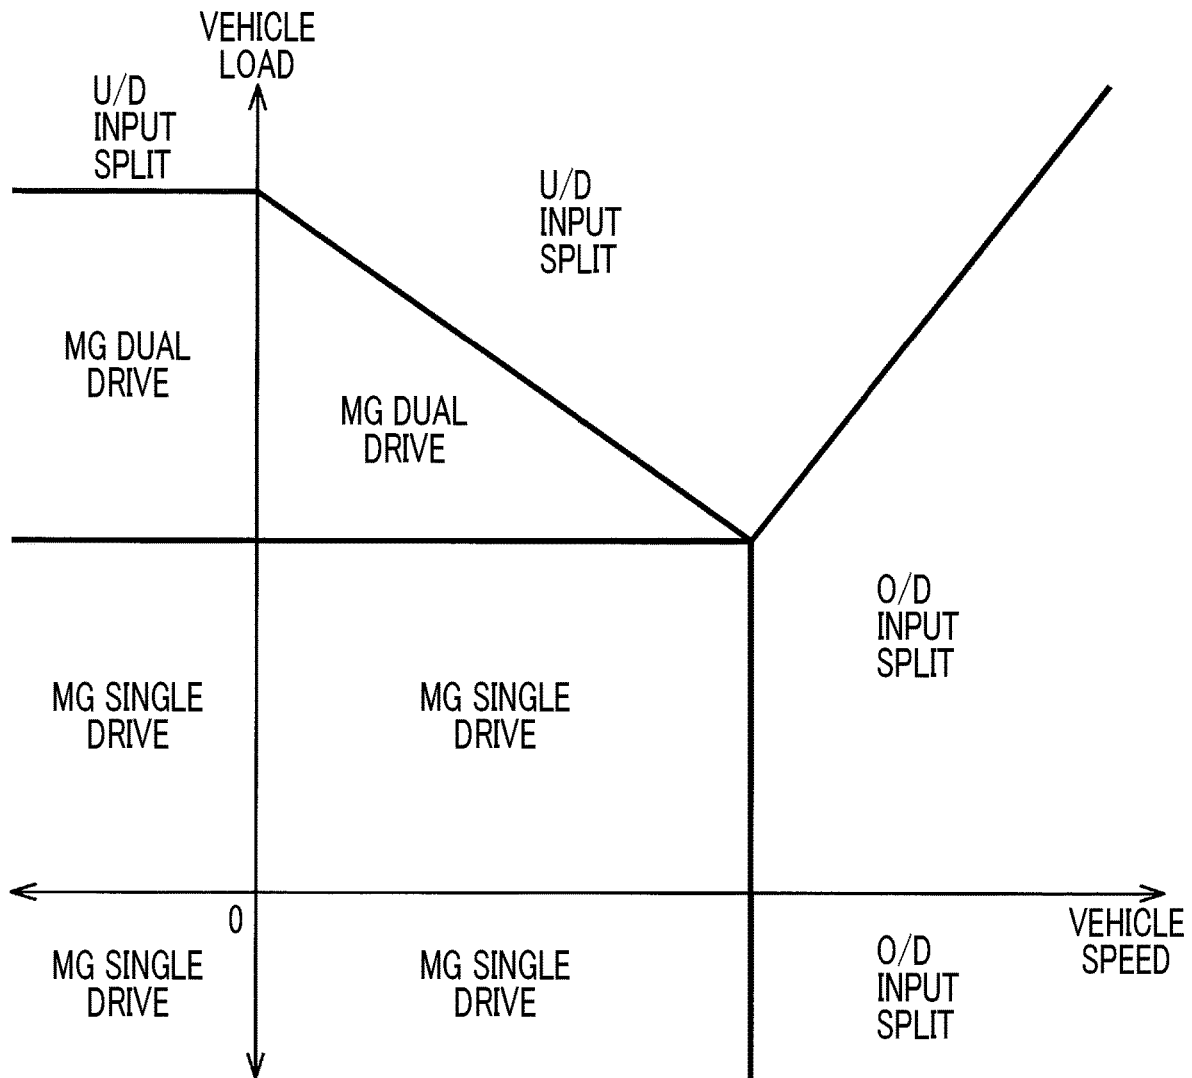 VEHICLE
LOAD
U/D
INPUT
SPLIT
U/D
INPUT
SPLIT
MG DUAL
DRIVE
MG DUAL
DRIVE
O/D
INPUT
SPLIT
MG SINGLE
DRIVE
MG SINGLE
DRIVE
0
VEHICLE
SPEED
MG SINGLE
DRIVE
MG SINGLE
DRIVE
O/D
INPUT
SPLIT